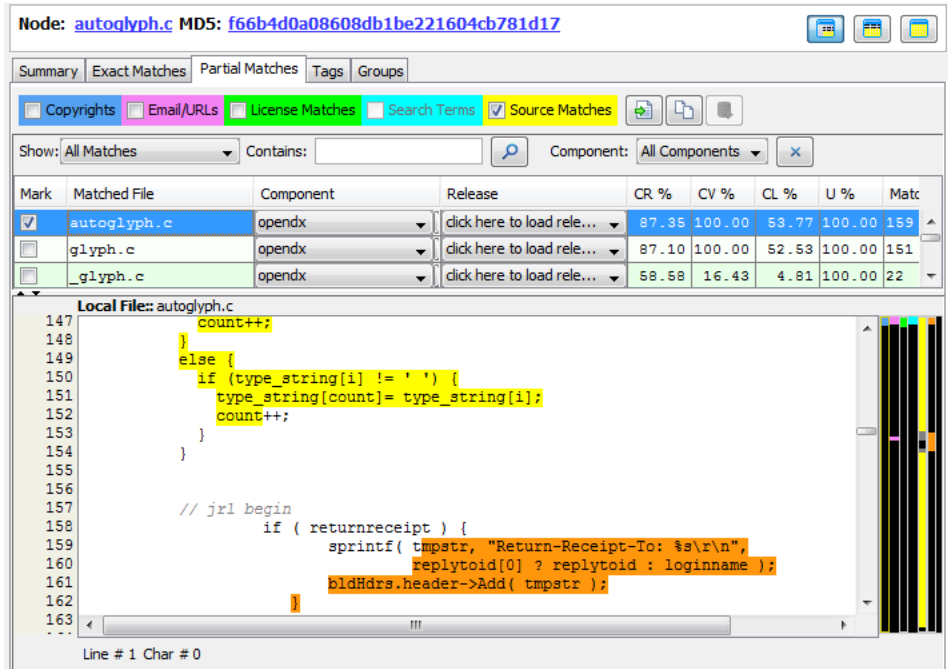 Node: autoglyph.c MD5: f66b4d0a08608db1be221604cb781d17
Summary Exact Matches Partial Matches Tags Groups
Copyrights Email/URLs License Matches Search Terms Source Matches
Show: All Matches Contains: Component: All Components
Mark Matched File Component Release CR % CV % CL % U % Matc
autoglyph.c opendx click here to load rele... 87.35 100.00 53.77 100.00 159
glyph.c opendx click here to load rele... 87.10 100.00 52.53 100.00 151
_glyph.c opendx click here to load rele... 58.58 16.43 4.81 100.00 22
Local File:: autoglyph.c
147 count++;
148 }
149 else {
150 if (type_string[i] != ' ') {
151 type_string[count]= type_string[i];
152 count++;
153 }
154 }
155
156
157 // jrl begin
158 if ( returnreceipt ) {
159 sprintf( tmpstr, "Return-Receipt-To: %s\r\n",
160 replytoid[0] ? replytoid : loginname );
161 bldHdrs.header->Add( tmpstr );
162 }
163
Line # 1 Char # 0